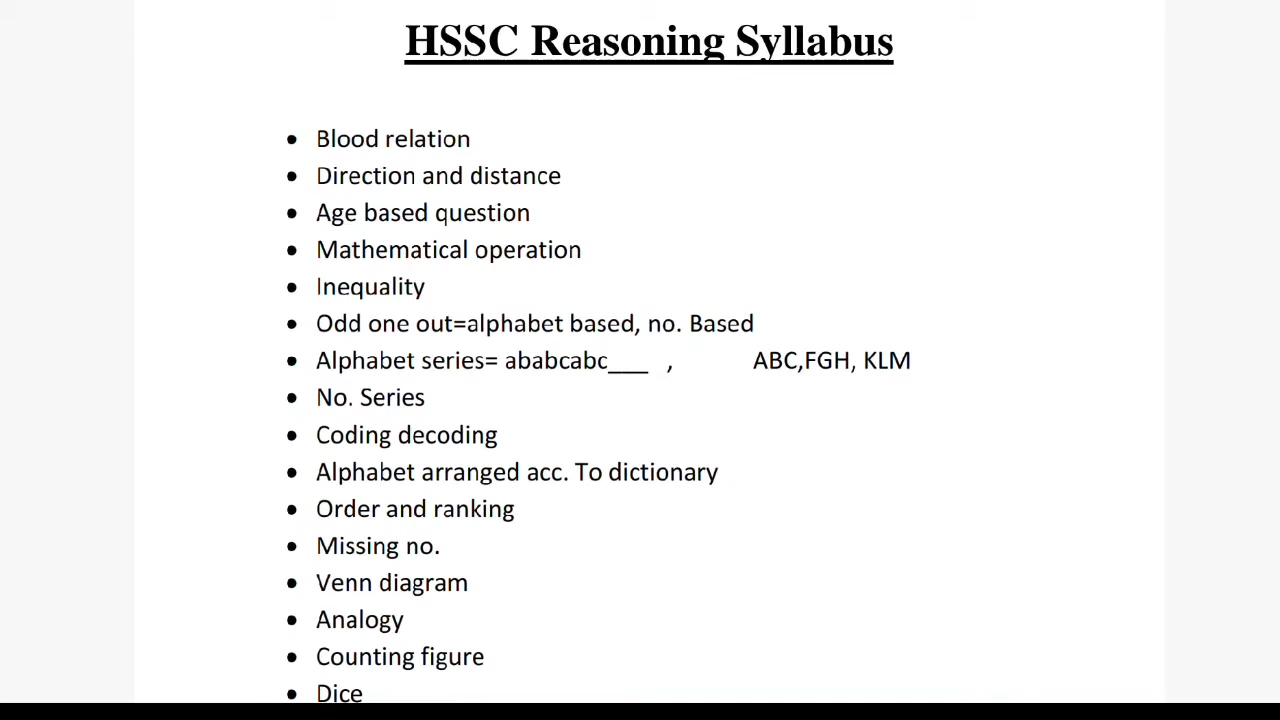 HSSC Reasoning Syllabus
• Blood relation
• Direction and distance
• Age based question
• Mathematical operation
• Inequality
• Odd one out=alphabet based, no. Based
• Alphabet series= ababcabc___ , ABC,FGH, KLM
• No. Series
• Coding decoding
• Alphabet arranged acc. To dictionary
• Order and ranking
• Missing no.
• Venn diagram
• Analogy
• Counting figure
• Dice